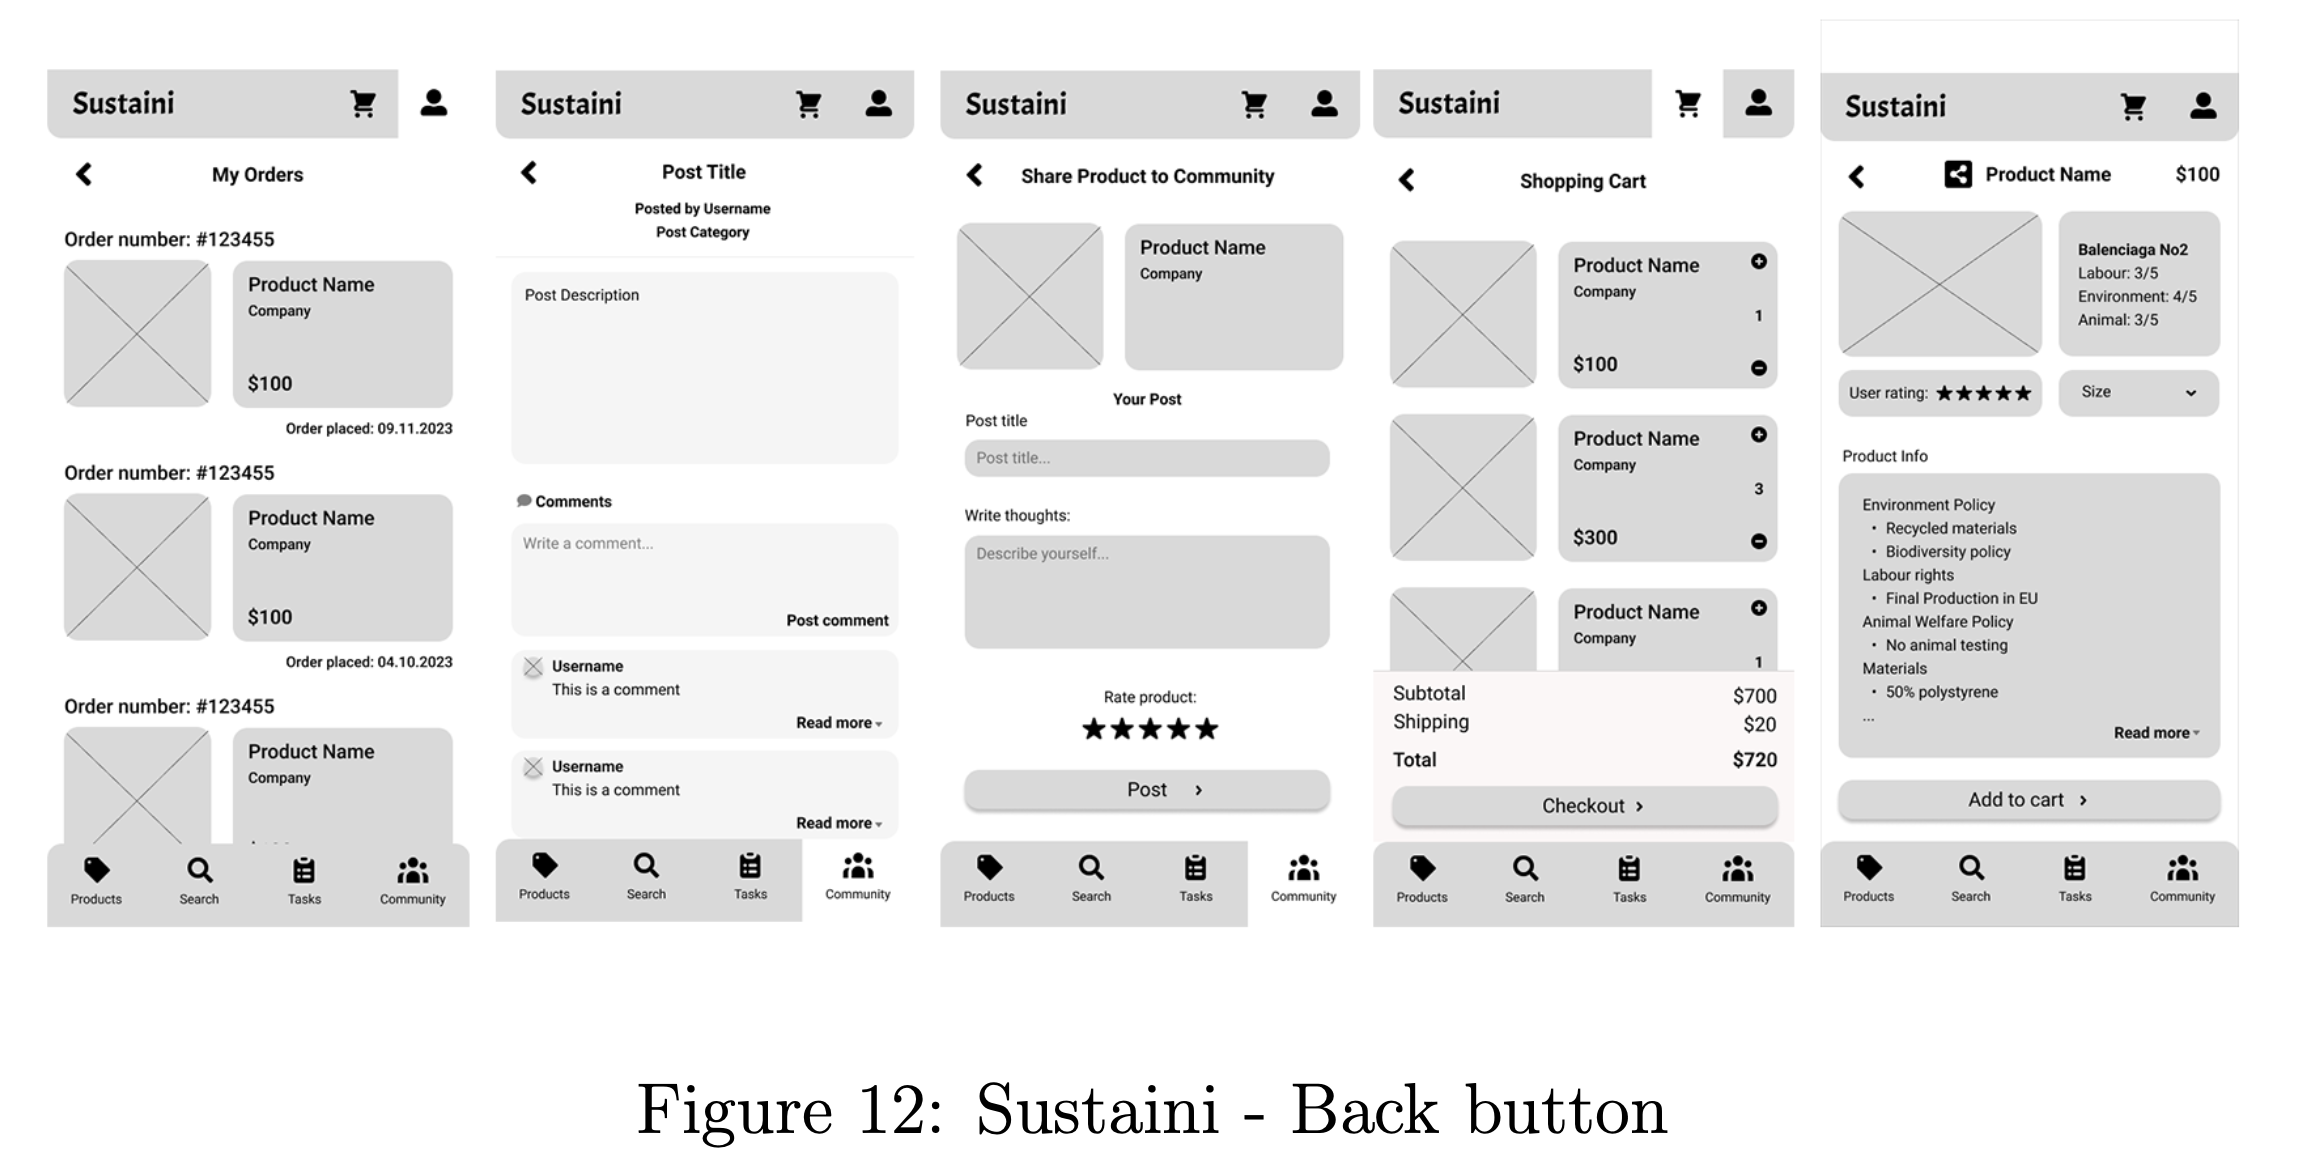 Sustaini
My Orders
Order number: #123455
Product Name
Company
$100
Order placed: 09.11.2023
Order number: #123455
Product Name
Company
$100
Order placed: 04.10.2023
Order number: #123455
Product Name
Company
Products Search Tasks Community
Sustaini
Post Title
Posted by Username
Post Category
Post Description
Comments
Write a comment...
Post comment
Username
This is a comment
Read more
Username
This is a comment
Read more
Products Search Tasks Community
Sustaini
Share Product to Community
Product Name
Company
Your Post
Post title
Post title...
Write thoughts:
Describe yourself...
Rate product:
Post
Products Search Tasks Community
Sustaini
Shopping Cart
Product Name
Company
1
$100
Product Name
Company
3
$300
Product Name
Company
1
Subtotal $700
Shipping $20
Total $720
Checkout
Products Search Tasks Community
Sustaini
Product Name $100
Balenciaga No2
Labour: 3/5
Environment: 4/5
Animal: 3/5
User rating:
Size
Product Info
Environment Policy
• Recycled materials
• Biodiversity policy
Labour rights
• Final Production in EU
Animal Welfare Policy
• No animal testing
Materials
• 50% polystyrene
...
Read more
Add to cart
Products Search Tasks Community
Figure 12: Sustaini - Back button